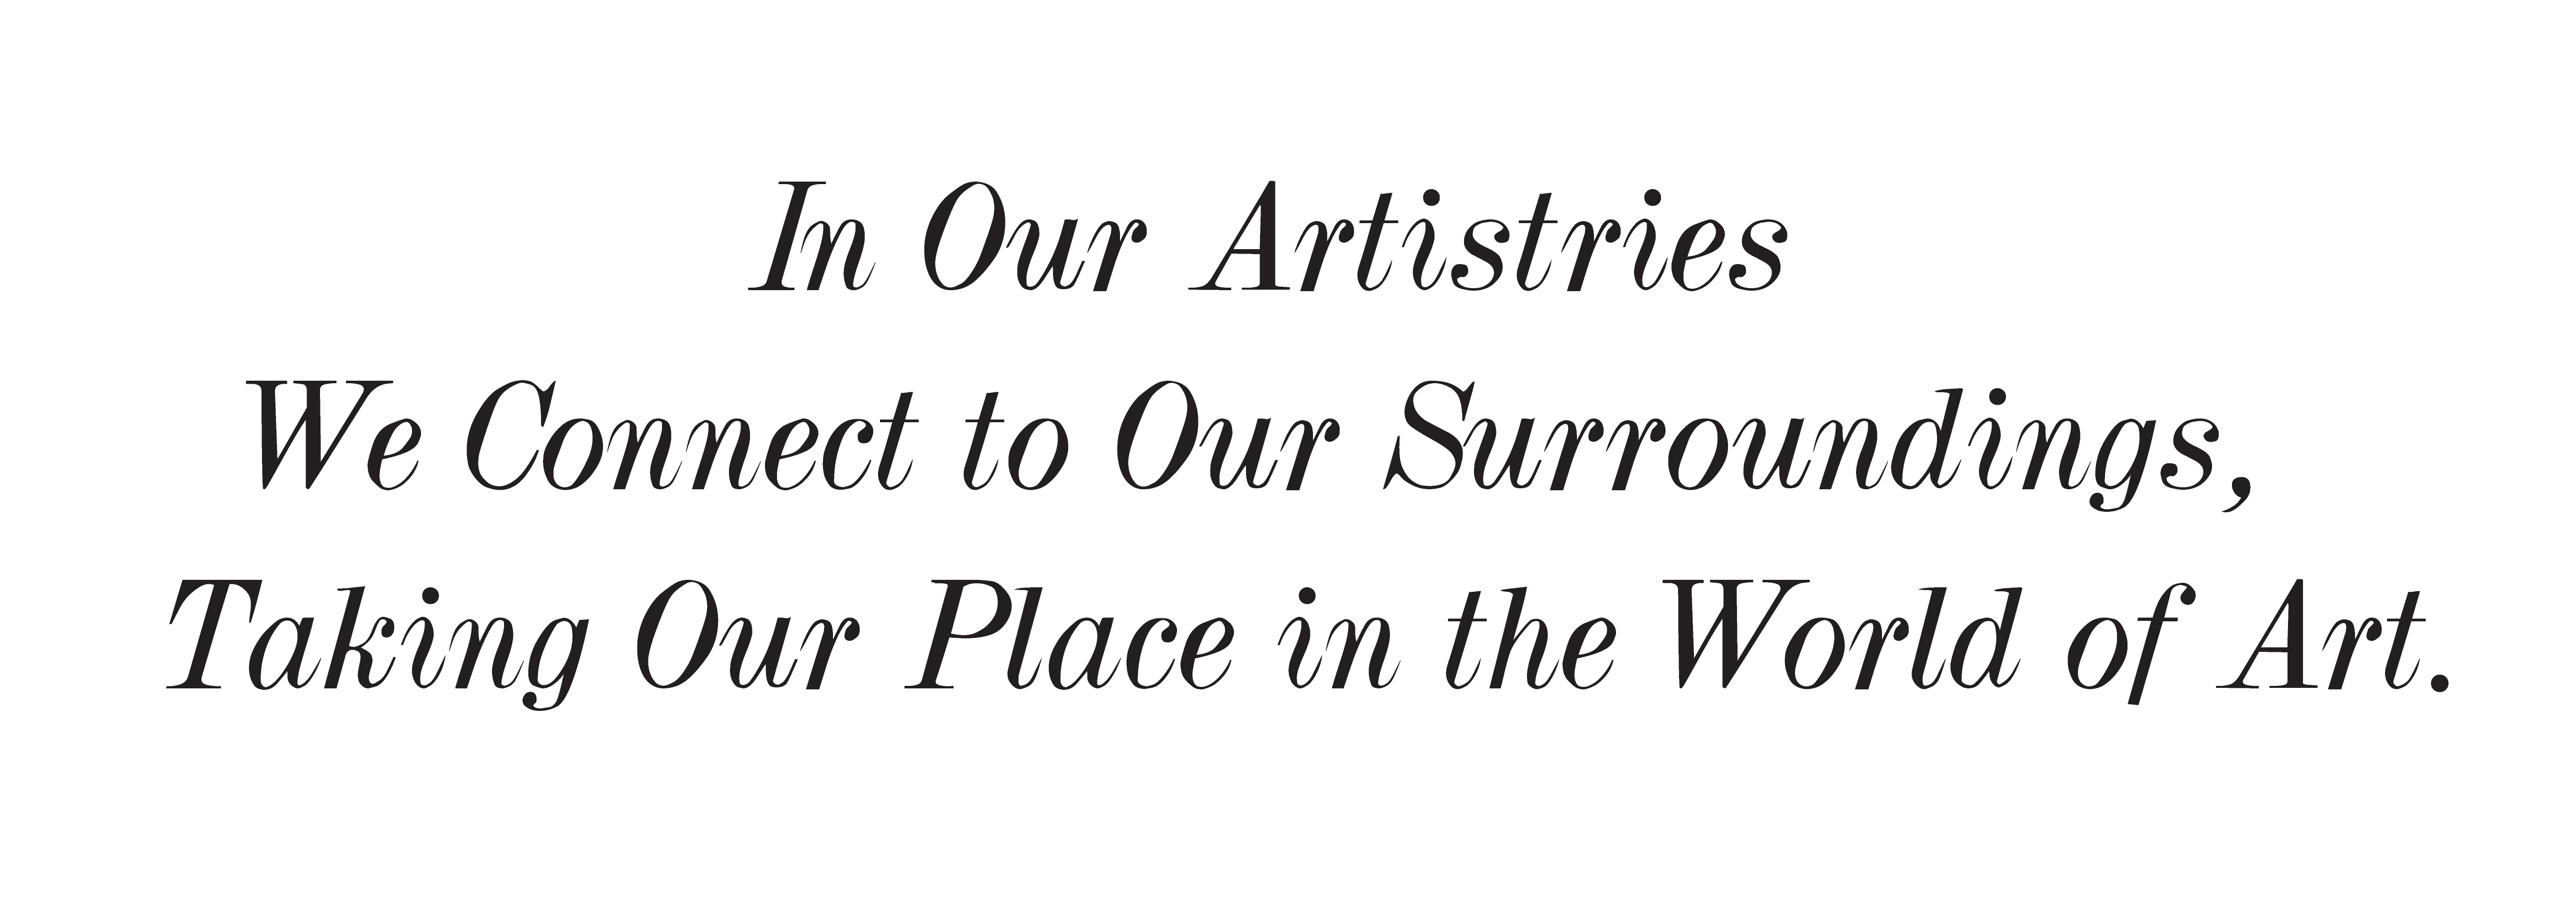 In Our Artistries
We Connect to Our Surroundings,
Taking Our Place in the World of Art.